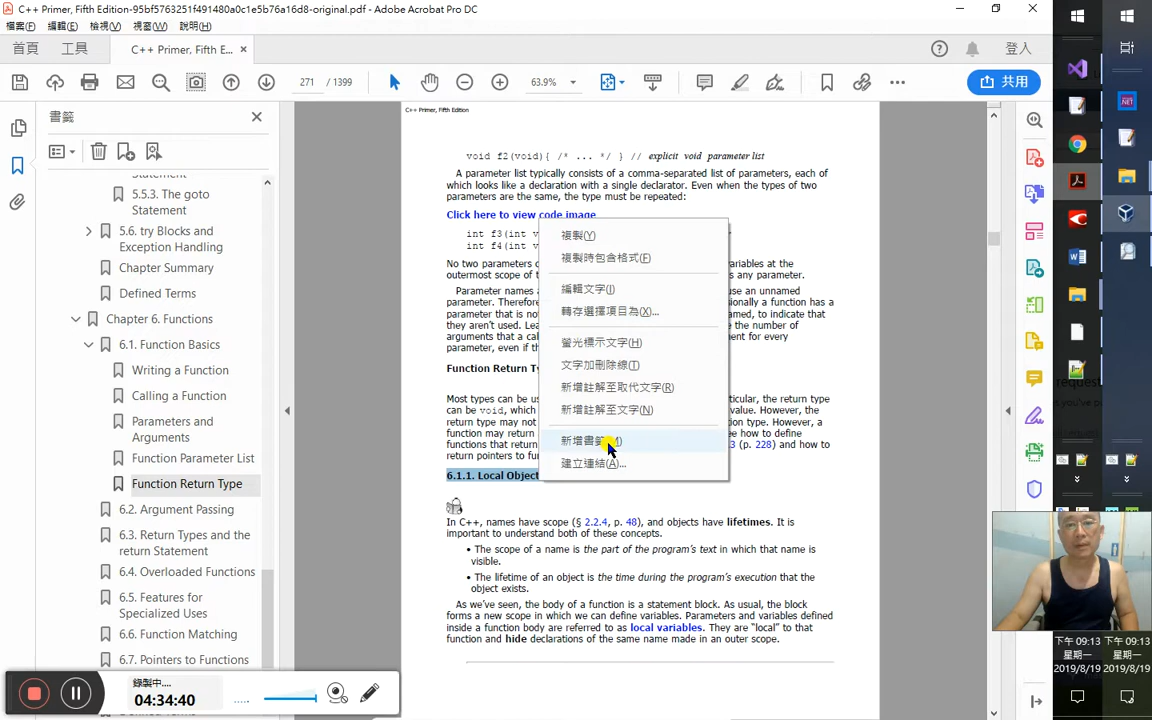 C++ Primer, Fifth Edition-95bf5765351f491480a0c1e5b76a16d8-original.pdf - Adobe Acrobat Pro DC
檔案(F) 編輯(E) 檢視(V) 視窗(W) 說明(H)
首頁 工具 C++ Primer, Fifth E... × 登入
271 / 1399 63.9% 共用
書籤
Statement
5.5.3. The goto
Statement
5.6. try Blocks and
Exception Handling
Chapter Summary
Defined Terms
Chapter 6. Functions
6.1. Function Basics
Writing a Function
Calling a Function
Parameters and
Arguments
Function Parameter List
Function Return Type
6.2. Argument Passing
6.3. Return Types and the
return Statement
6.4. Overloaded Functions
6.5. Features for
Specialized Uses
6.6. Function Matching
6.7. Pointers to Functions
C++ Primer, Fifth Edition
void f2(void){ /* ... */ } // explicit void parameter list
A parameter list typically consists of a comma-separated list of parameters, each of
which looks like a declaration with a single declarator. Even when the types of two
parameters are the same, the type must be repeated:
Click here to view code image
int f3(int v
int f4(int v
No two parameters c variables at the
outermost scope of t as any parameter.
Parameter names a use an unnamed
parameter. Therefore sionally a function has a
parameter that is not named, to indicate that
they aren't used. Lea the number of
arguments that a cal ment for every
parameter, even if th
Function Return Ty
Most types can be us ticular, the return type
can be void, which value. However, the
return type may not on type. However, a
function may return ee how to define
functions that return 3 (p. 228) and how to
return pointers to fun
6.1.1. Local Object
In C++, names have scope (§ 2.2.4, p. 48), and objects have lifetimes. It is
important to understand both of these concepts.
• The scope of a name is the part of the program's text in which that name is
visible.
• The lifetime of an object is the time during the program's execution that the
object exists.
As we've seen, the body of a function is a statement block. As usual, the block
forms a new scope in which we can define variables. Parameters and variables defined
inside a function body are referred to as local variables. They are "local" to that
function and hide declarations of the same name made in an outer scope.
複製(Y)
複製時包含格式(F)
編輯文字(I)
轉存選擇項目為(X)...
螢光標示文字(H)
文字加刪除線(T)
新增註解至取代文字(R)
新增註解至文字(N)
新增書
建立連結(A)...
錄製中....
04:34:40
.NET
下午 09:13
星期一
2019/8/19
下午 09:13
星期一
2019/8/19